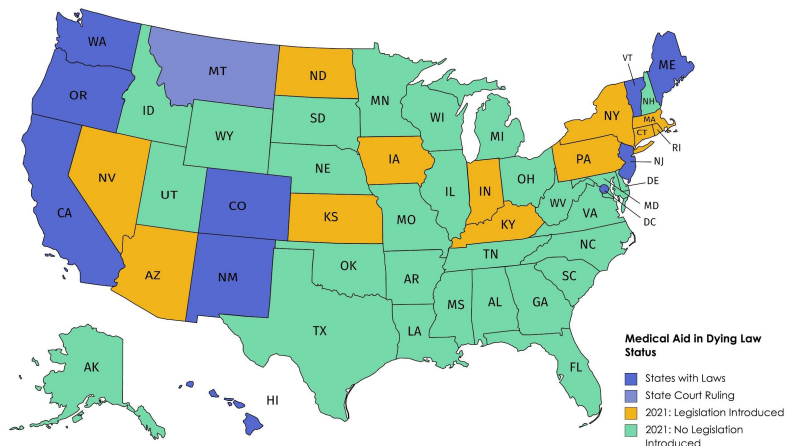 WA
OR
CA
NV
ID
MT
WY
UT
AZ
CO
NM
ND
SD
NE
KS
OK
TX
MN
IA
MO
AR
LA
WI
IL
MI
IN
OH
KY
TN
MS
AL
GA
FL
SC
NC
VA
WV
PA
NY
VT
NH
ME
MA
CT
RI
NJ
DE
MD
DC
AK
HI
Medical Aid in Dying Law
Status
States with Laws
State Court Ruling
2021: Legislation Introduced
2021: No Legislation
Introduced